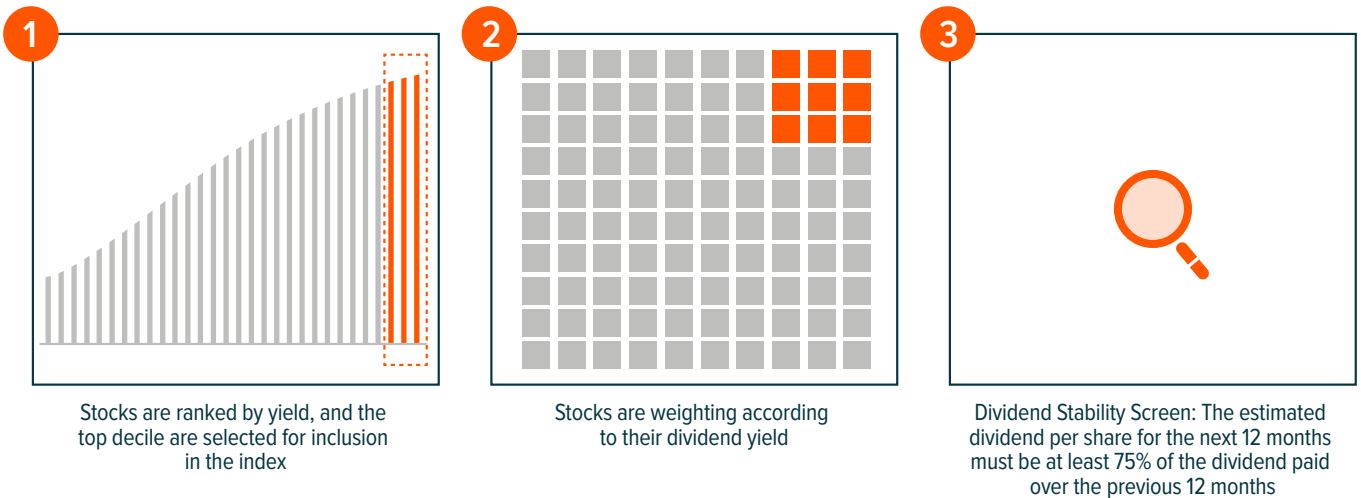 1
Stocks are ranked by yield, and the
top decile are selected for inclusion
in the index
2
Stocks are weighting according
to their dividend yield
3
Dividend Stability Screen: The estimated
dividend per share for the next 12 months
must be at least 75% of the dividend paid
over the previous 12 months